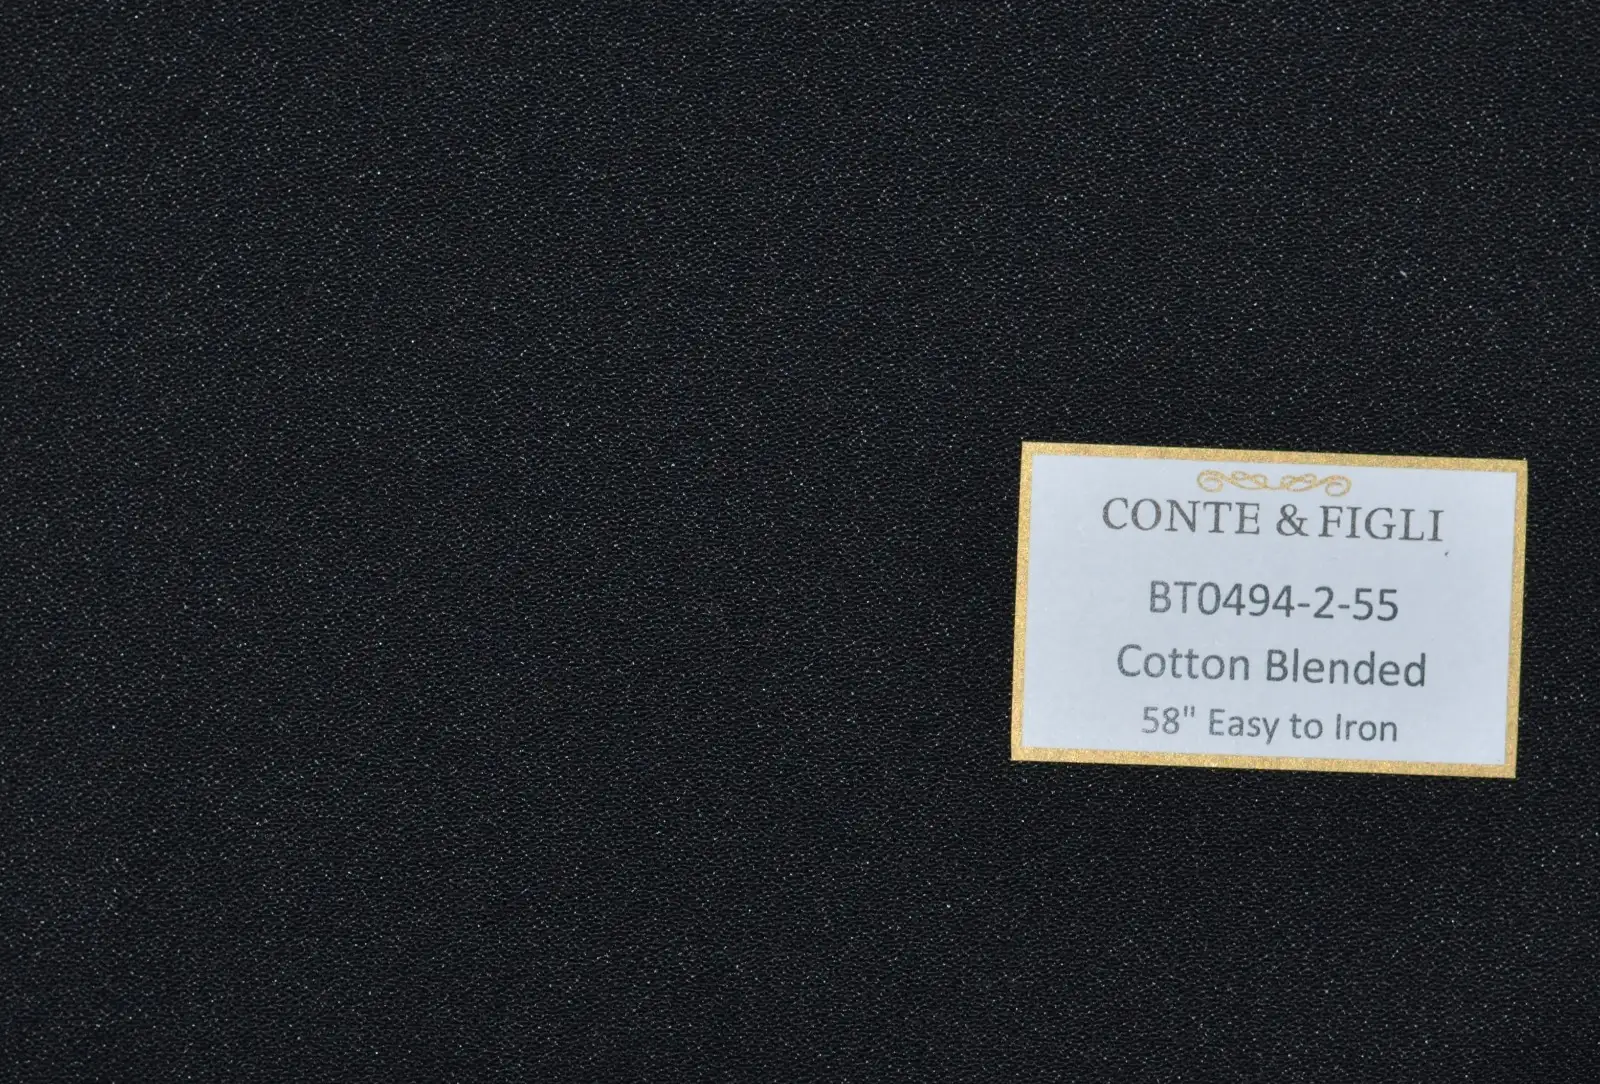 CONTE & FIGLI
BT0494-2-55
Cotton Blended
58" Easy to Iron